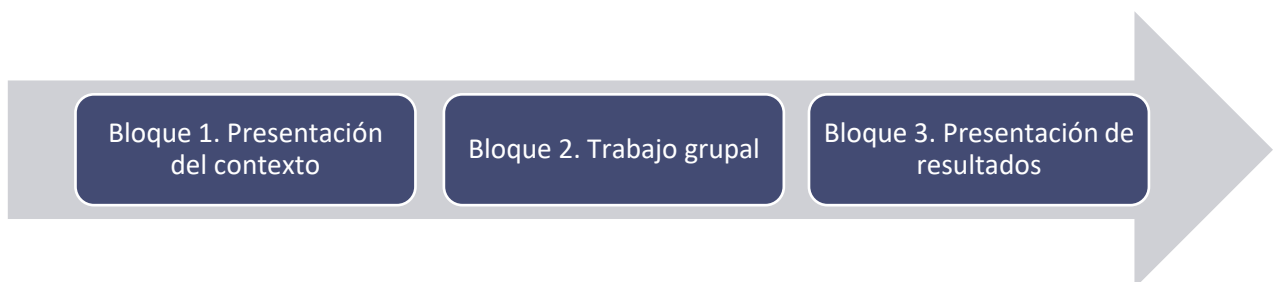 Bloque 1. Presentación
del contexto
Bloque 2. Trabajo grupal
Bloque 3. Presentación de
resultados